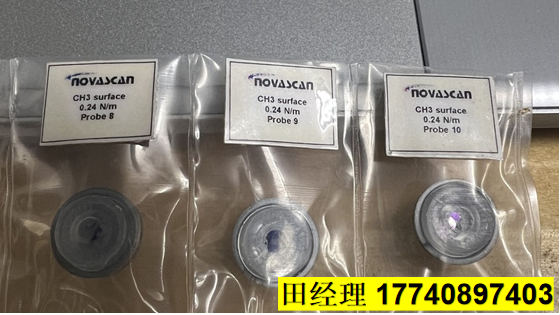 NOVASCAN
CH3 surface
0.24 N/m
Probe 8
NOVASCAN
CH3 surface
0.24 N/m
Probe 9
NOVASCAN
CH3 surface
0.24 N/m
Probe 10
田经理 17740897403